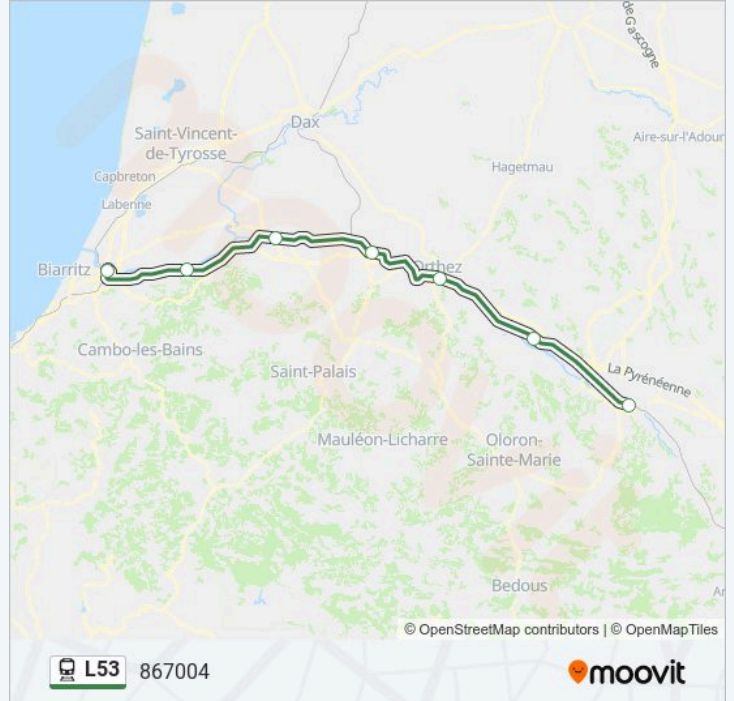 de Gascogne
Dax
Aire-sur-l'Adour
Saint-Vincent-
de-Tyrosse
Hagetmau
Capbreton
Labenne
Orthez
Biarritz
Cambo-les-Bains
Saint-Palais
La Pyrénéenne
Mauléon-Licharre
Oloron-
Sainte-Marie
Bedous
© OpenStreetMap contributors | © OpenMapTiles
L53 867004
moovit